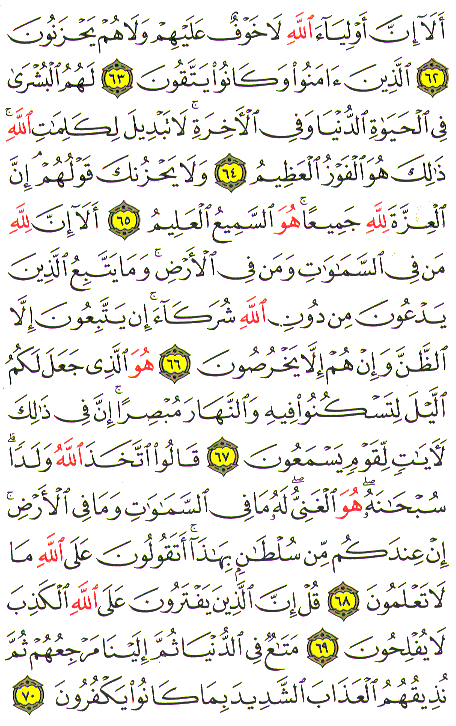 أَلَآ إِنَّ أَوْلِيَآءَ ٱللَّهِ لَا خَوْفٌ عَلَيْهِمْ وَلَا هُمْ يَحْزَنُونَ
٦٢ ٱلَّذِينَ ءَامَنُوا۟ وَكَانُوا۟ يَتَّقُونَ ٦٣ لَهُمُ ٱلْبُشْرَىٰ
فِى ٱلْحَيَوٰةِ ٱلدُّنْيَا وَفِى ٱلْـَٔاخِرَةِ ۚ لَا تَبْدِيلَ لِكَلِمَـٰتِ ٱللَّهِ ۚ
ذَٰلِكَ هُوَ ٱلْفَوْزُ ٱلْعَظِيمُ ٦٤ وَلَا يَحْزُنكَ قَوْلُهُمْ ۘ إِنَّ
ٱلْعِزَّةَ لِلَّهِ جَمِيعًا ۚ هُوَ ٱلسَّمِيعُ ٱلْعَلِيمُ ٦٥ أَلَآ إِنَّ لِلَّهِ
مَن فِى ٱلسَّمَـٰوَٰتِ وَمَن فِى ٱلْأَرْضِ ۗ وَمَا يَتَّبِعُ ٱلَّذِينَ
يَدْعُونَ مِن دُونِ ٱللَّهِ شُرَكَآءَ ۚ إِن يَتَّبِعُونَ إِلَّا
ٱلظَّنَّ وَإِنْ هُمْ إِلَّا يَخْرُصُونَ ٦٦ هُوَ ٱلَّذِى جَعَلَ لَكُمُ
ٱلَّيْلَ لِتَسْكُنُوا۟ فِيهِ وَٱلنَّهَارَ مُبْصِرًا ۚ إِنَّ فِى ذَٰلِكَ
لَـَٔايَـٰتٍ لِّقَوْمٍ يَسْمَعُونَ ٦٧ قَالُوا۟ ٱتَّخَذَ ٱللَّهُ وَلَدًا ۗ
سُبْحَـٰنَهُۥ ۖ هُوَ ٱلْغَنِىُّ ۖ لَهُۥ مَا فِى ٱلسَّمَـٰوَٰتِ وَمَا فِى ٱلْأَرْضِ ۚ
إِنْ عِندَكُم مِّن سُلْطَـٰنٍۭ بِهَـٰذَآ ۚ أَتَقُولُونَ عَلَى ٱللَّهِ مَا
لَا تَعْلَمُونَ ٦٨ قُلْ إِنَّ ٱلَّذِينَ يَفْتَرُونَ عَلَى ٱللَّهِ ٱلْكَذِبَ
لَا يُفْلِحُونَ ٦٩ مَتَـٰعٌ فِى ٱلدُّنْيَا ثُمَّ إِلَيْنَا مَرْجِعُهُمْ ثُمَّ
نُذِيقُهُمُ ٱلْعَذَابَ ٱلشَّدِيدَ بِمَا كَانُوا۟ يَكْفُرُونَ ٧٠